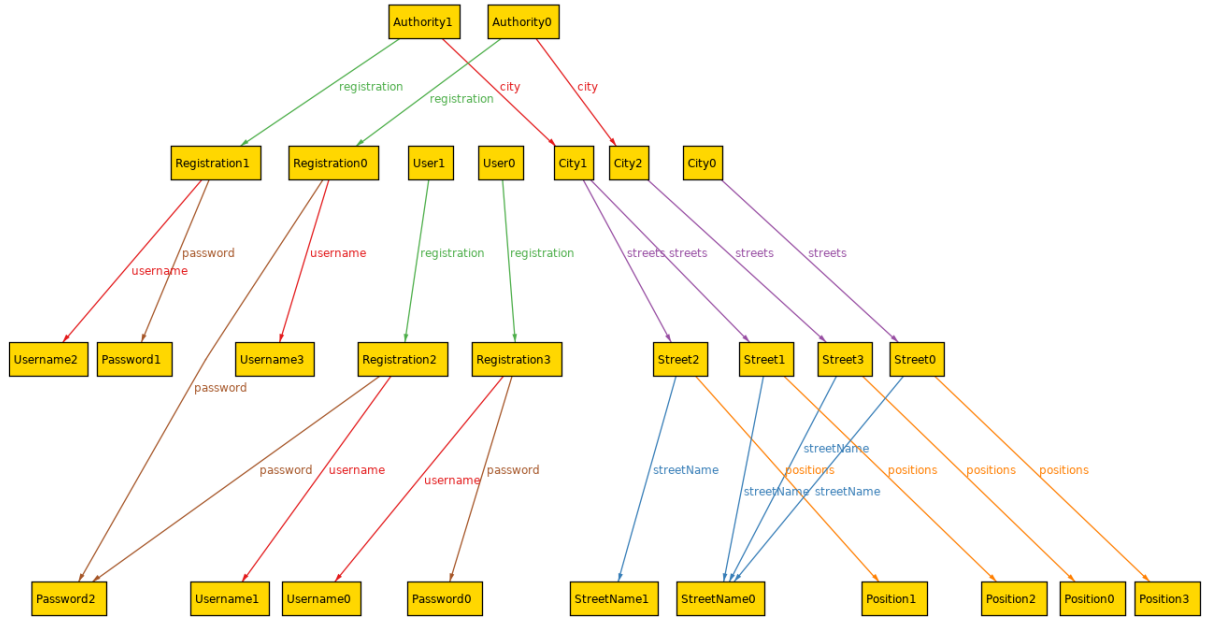 Authority1 Authority0
registration city city
registration
Registration1 Registration0 User1 User0 City1 City2 City0
password username registration registration streets streets streets streets
username
Username2 Password1 Username3 Registration2 Registration3 Street2 Street1 Street3 Street0
password
streetName
password username password streetName positions positions positions positions
username
streetName streetName
Password2 Username1 Username0 Password0 StreetName1 StreetName0 Position1 Position2 Position0 Position3